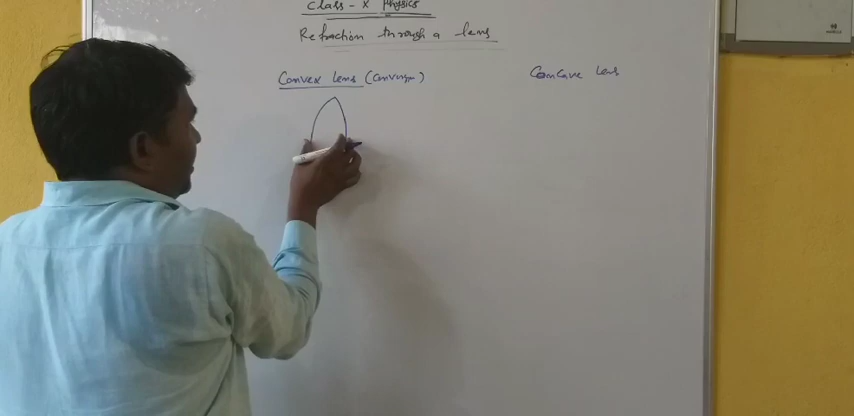 Class - X Physics
Refraction through a lens
Convex Lens (Converge)
Concave Lens